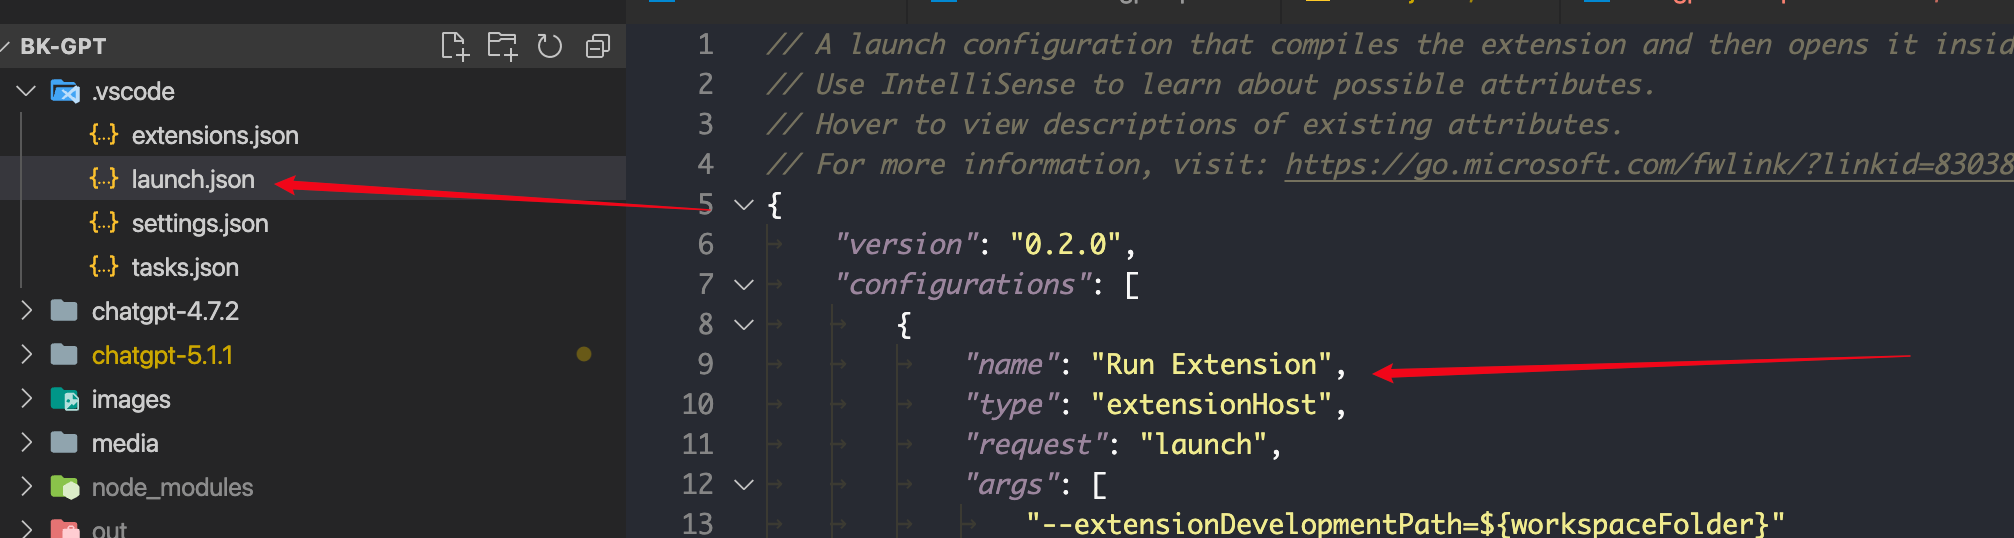 BK-GPT
.vscode
extensions.json
launch.json
settings.json
tasks.json
chatgpt-4.7.2
chatgpt-5.1.1
images
media
node_modules
out
1 // A launch configuration that compiles the extension and then opens it insid
2 // Use IntelliSense to learn about possible attributes.
3 // Hover to view descriptions of existing attributes.
4 // For more information, visit: https://go.microsoft.com/fwlink/?linkid=83038
5 {
6 "version": "0.2.0",
7 "configurations": [
8 {
9 "name": "Run Extension",
10 "type": "extensionHost",
11 "request": "launch",
12 "args": [
13 "--extensionDevelopmentPath=${workspaceFolder}"